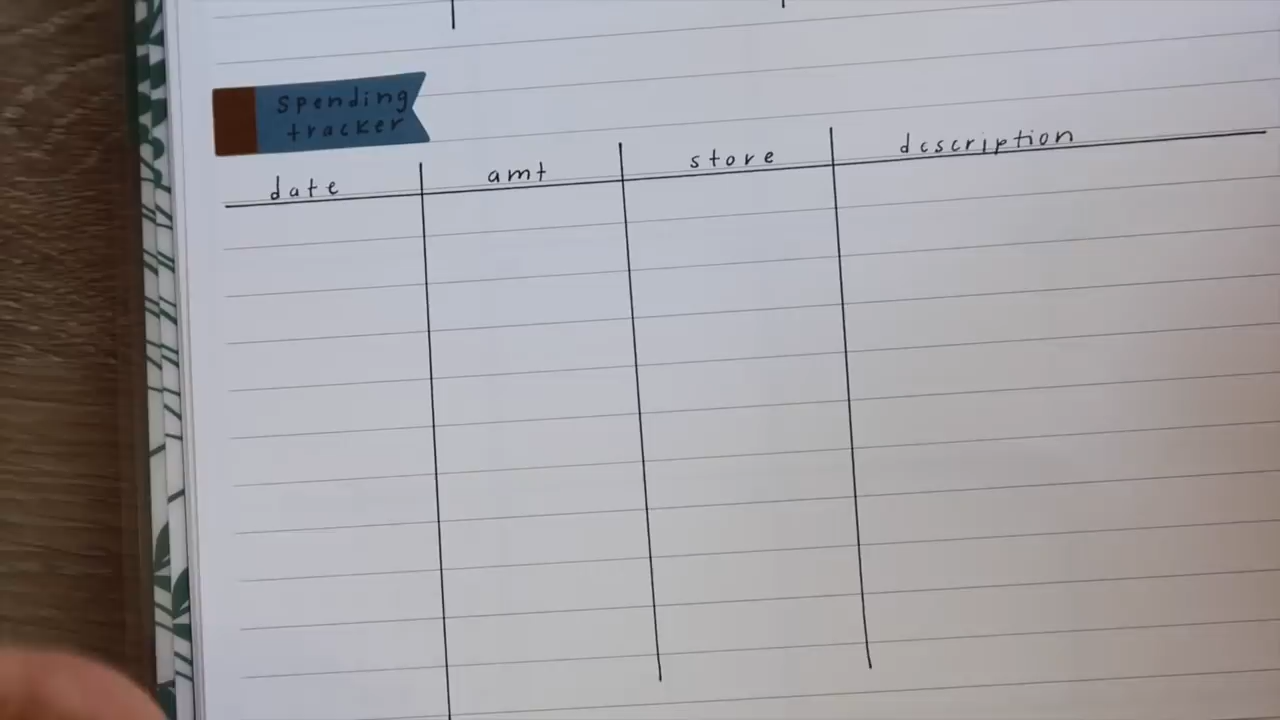 spending
tracker
date amt store description